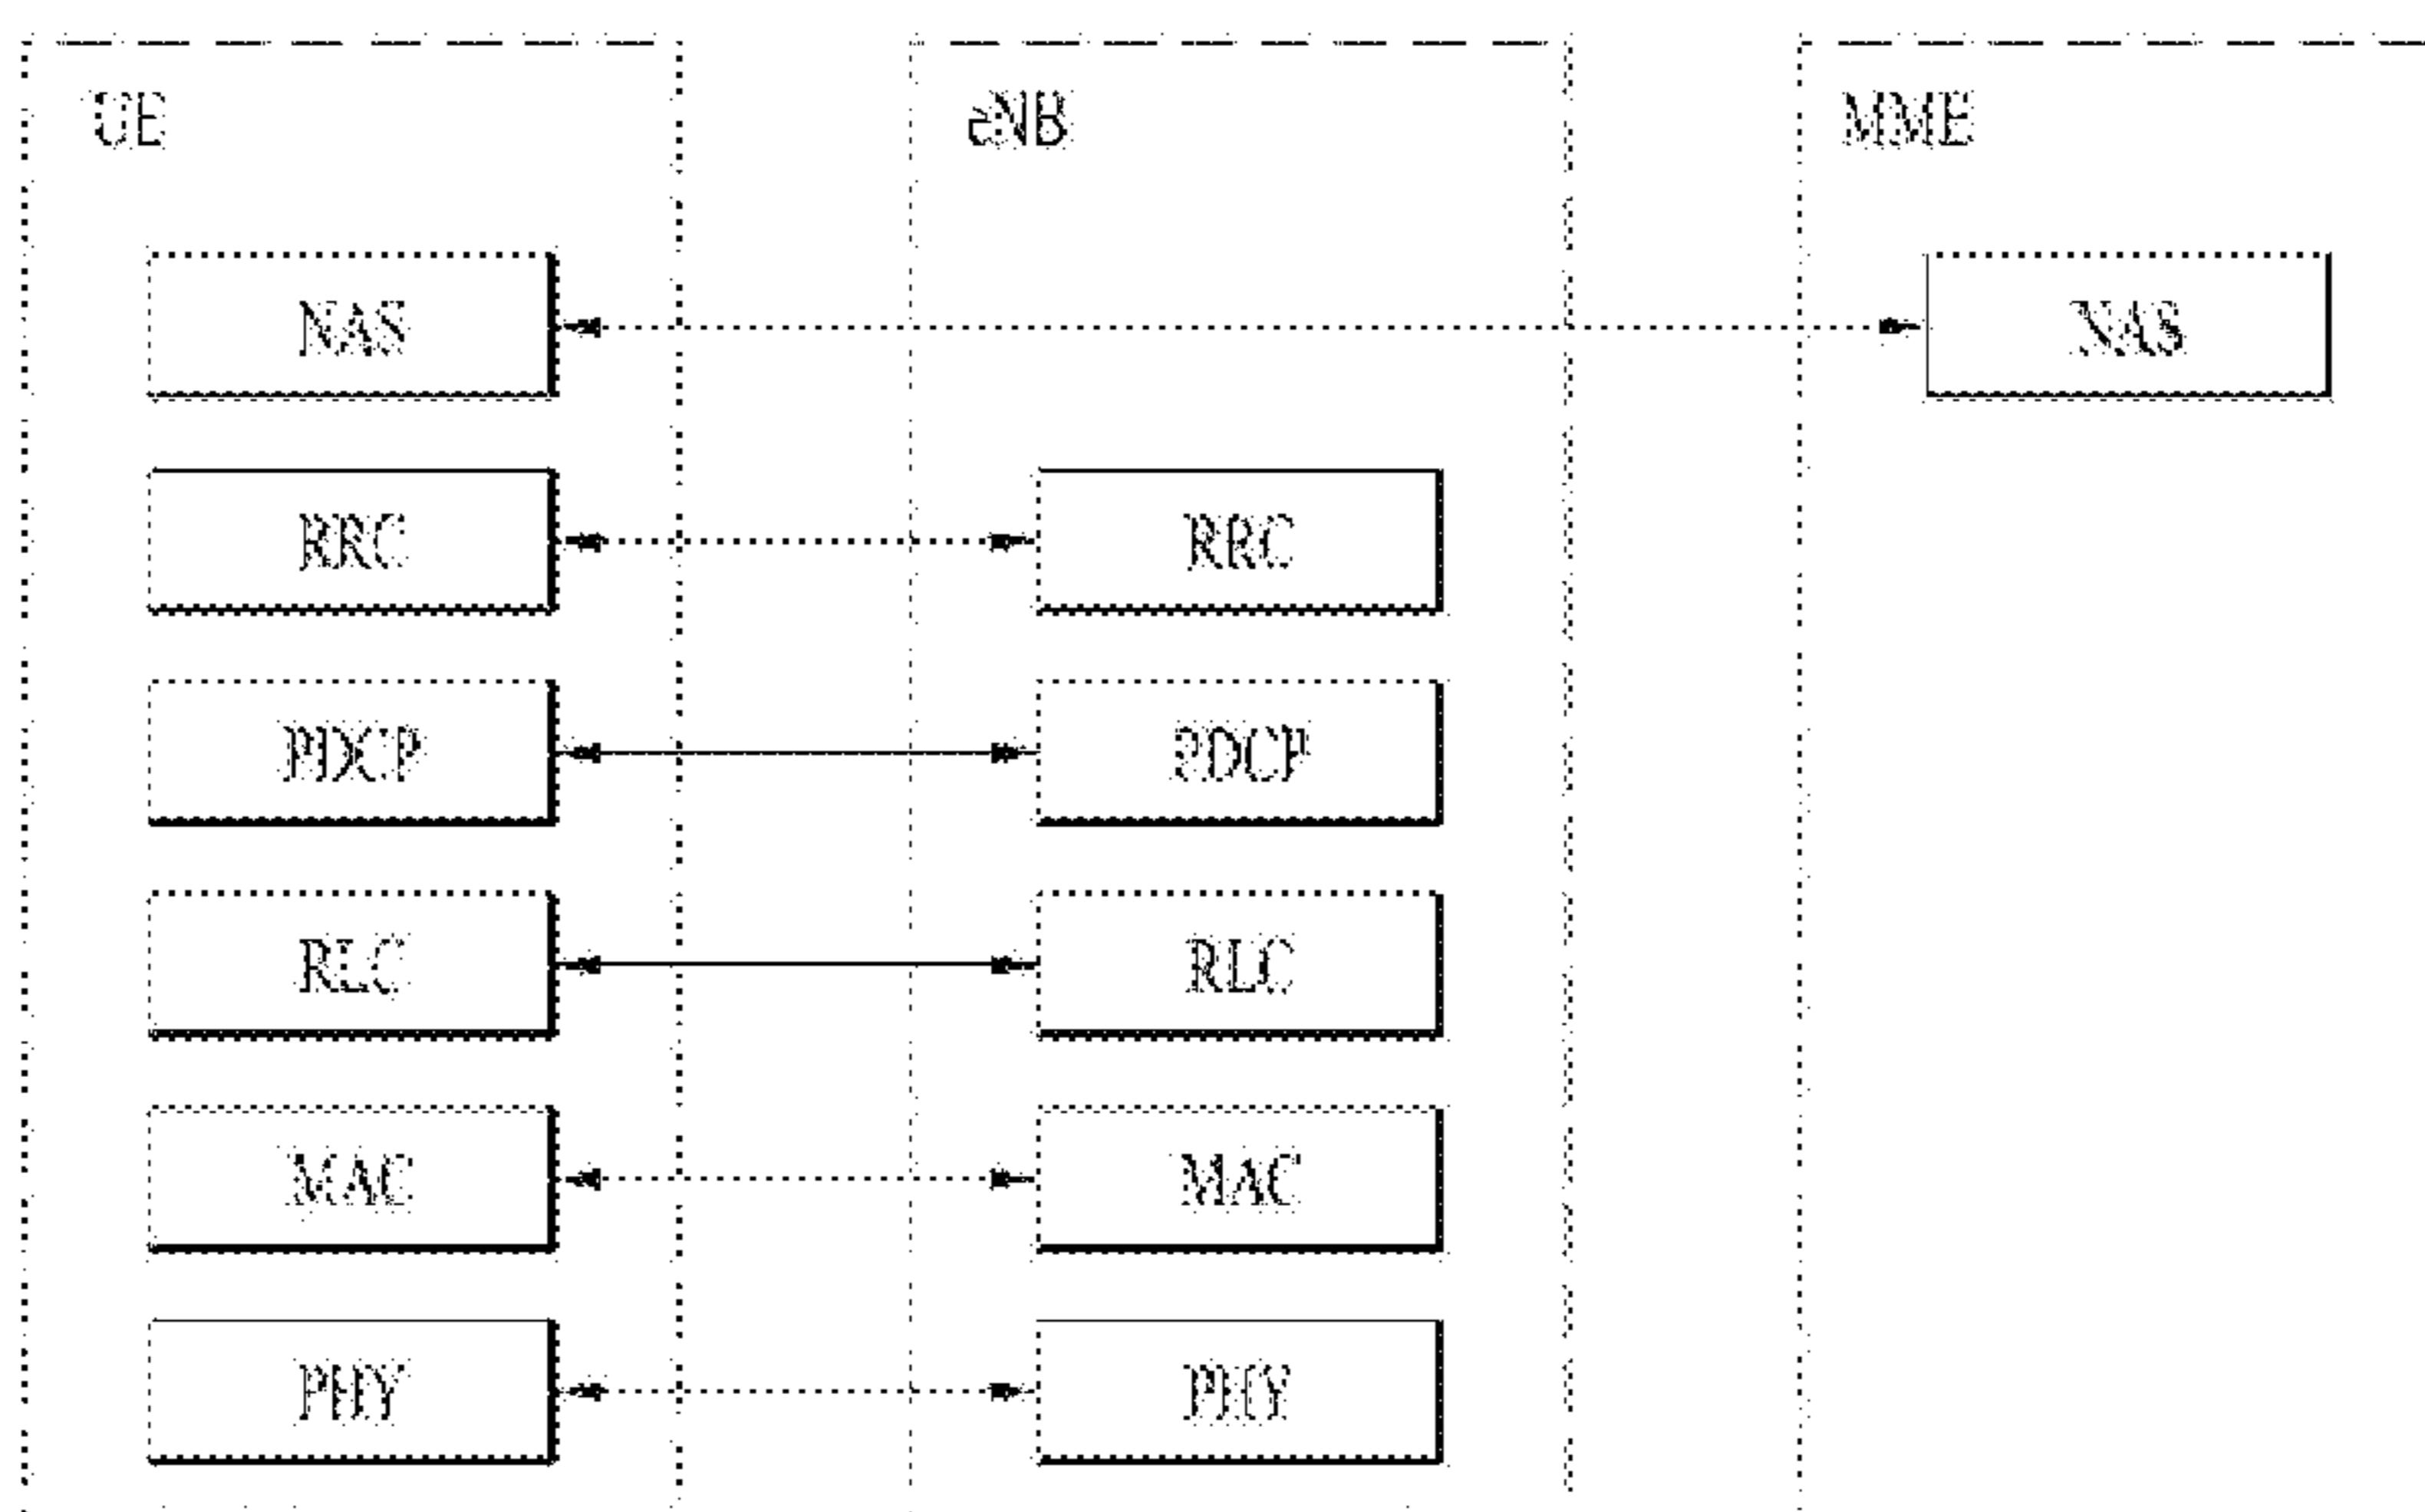 UE eNB MME
NAS NAS
RRC RRC
PDCP PDCP
RLC RLC
MAC MAC
PHY PHY